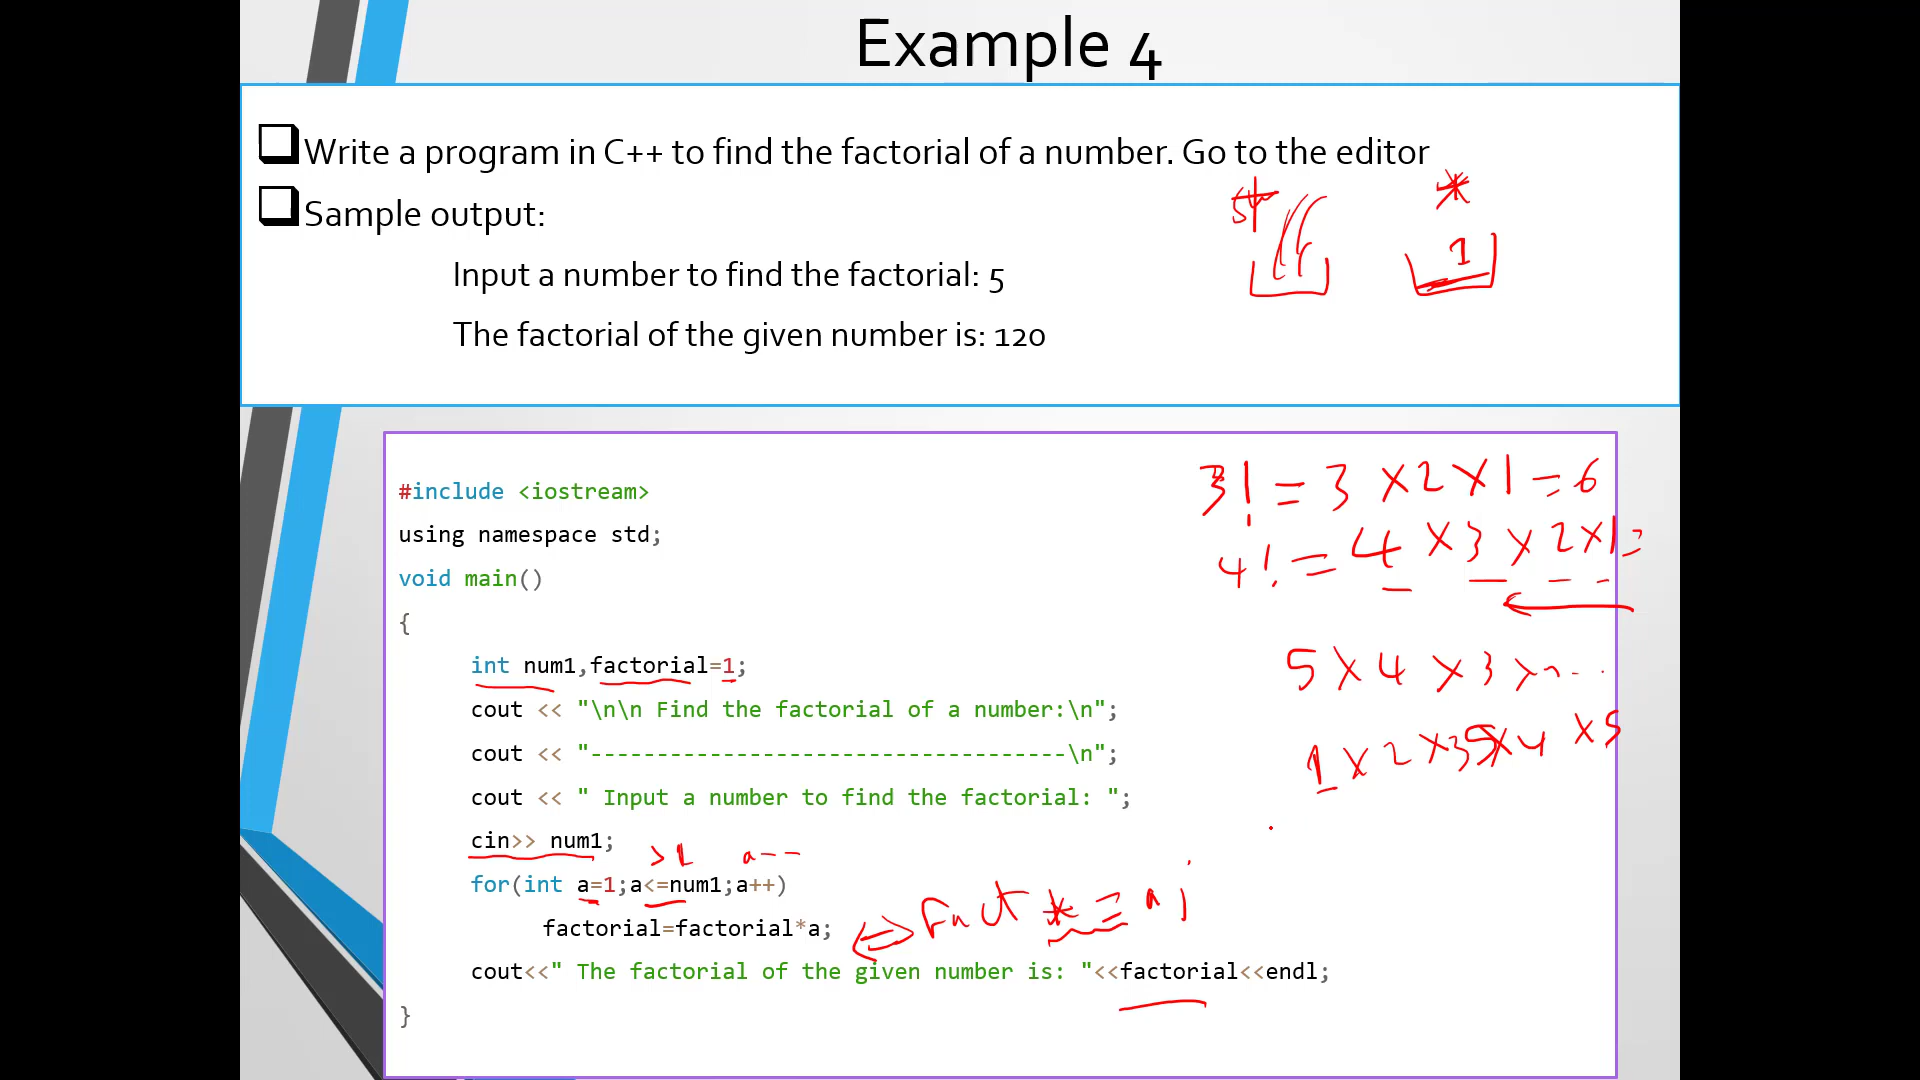 Example 4
Write a program in C++ to find the factorial of a number. Go to the editor
Sample output:
Input a number to find the factorial: 5
The factorial of the given number is: 120
*
1
#include <iostream>
using namespace std;
void main()
{
int num1,factorial=1;
cout << "\n\n Find the factorial of a number:\n";
cout << "------------------------------------\n";
cout << " Input a number to find the factorial: ";
cin>> num1;
>1 a--
for(int a=1;a<=num1;a++)
factorial=factorial*a;
cout<<" The factorial of the given number is: "<<factorial<<endl;
}
3! = 3 × 2 × 1 = 6
4! = 4 × 3 × 2 × 1 =
5 × 4 × 3 ×
1 × 2 × 3 × 4 × 5
Fact *= a ;